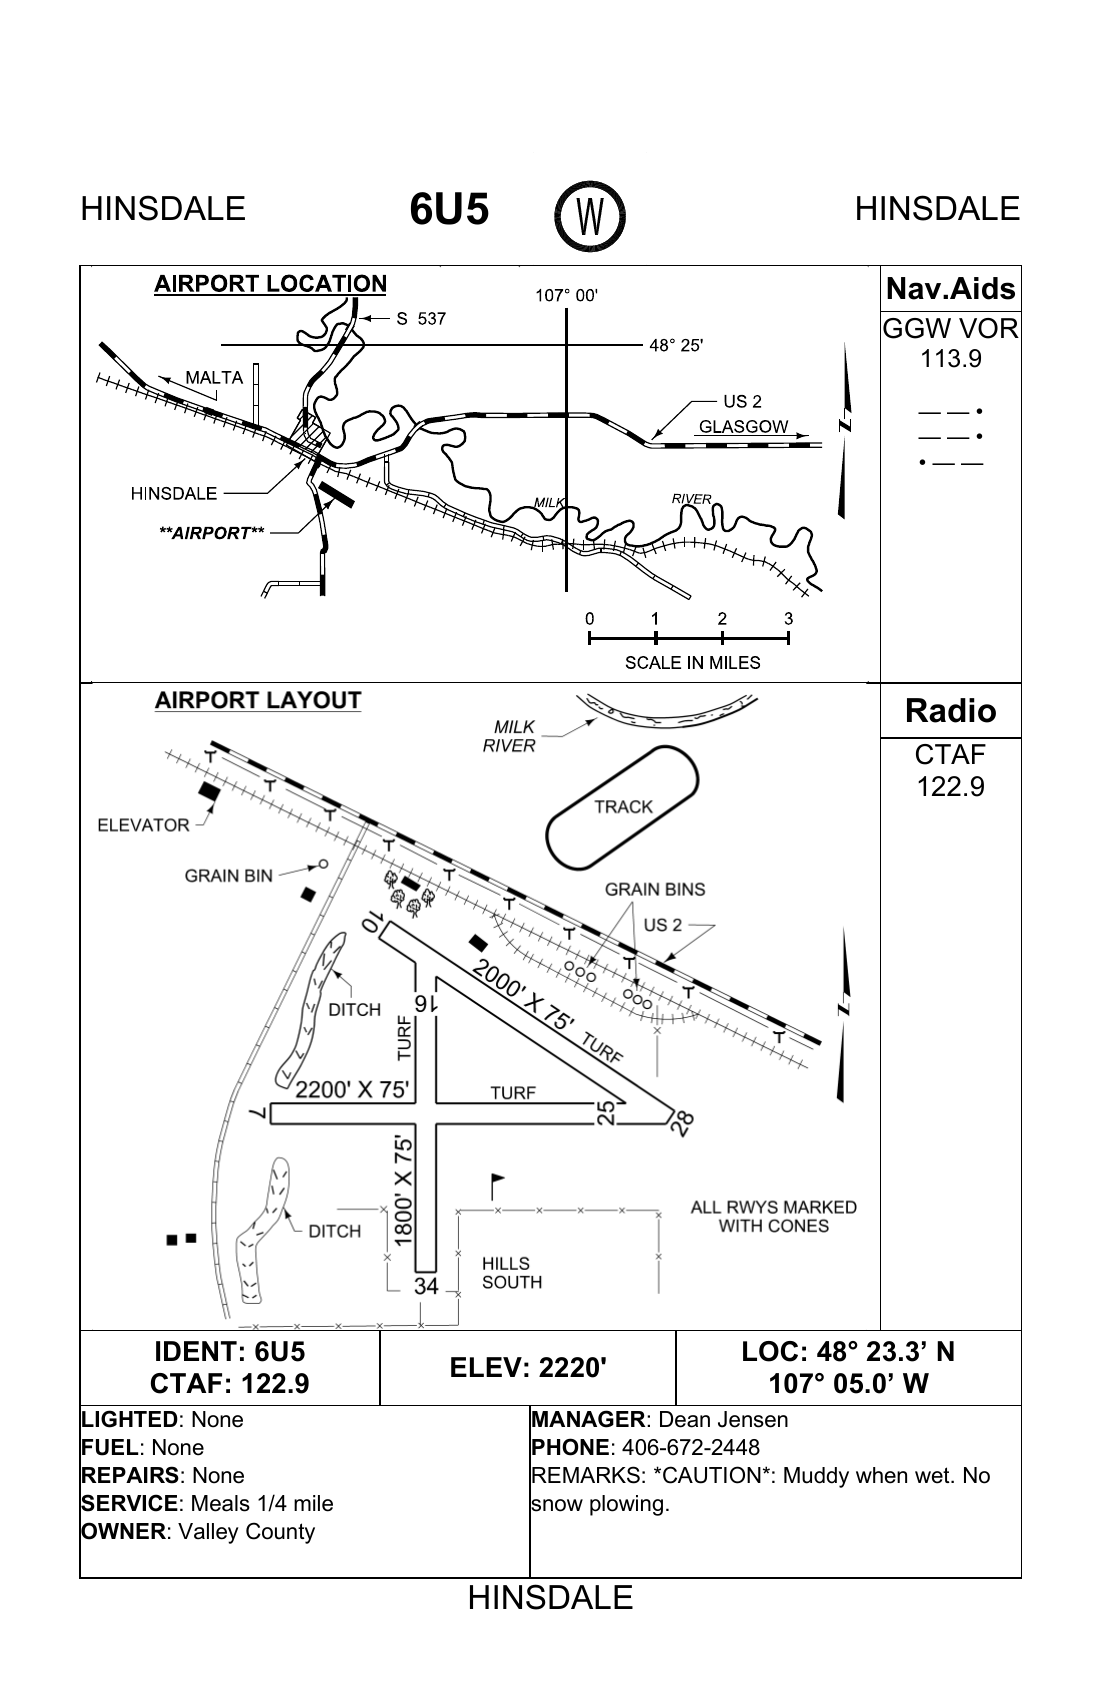 HINSDALE 6U5 W HINSDALE
AIRPORT LOCATION
107° 00'
S 537
48° 25'
MALTA
US 2
GLASGOW
N
HINSDALE
MILK
RIVER
**AIRPORT**
0 1 2 3
SCALE IN MILES
Nav.Aids
GGW VOR
113.9
— — •
— — •
• — —
AIRPORT LAYOUT
MILK
RIVER
TRACK
ELEVATOR
GRAIN BIN
GRAIN BINS
US 2
10
2000' X 75'
TURF
DITCH
16
TURF
N
2200' X 75'
TURF
7
25
28
1800' X 75'
DITCH
ALL RWYS MARKED
WITH CONES
HILLS
SOUTH
34
Radio
CTAF
122.9
IDENT: 6U5
CTAF: 122.9
ELEV: 2220'
LOC: 48° 23.3’ N
107° 05.0’ W
LIGHTED: None
FUEL: None
REPAIRS: None
SERVICE: Meals 1/4 mile
OWNER: Valley County
MANAGER: Dean Jensen
PHONE: 406-672-2448
REMARKS: *CAUTION*: Muddy when wet. No
snow plowing.
HINSDALE